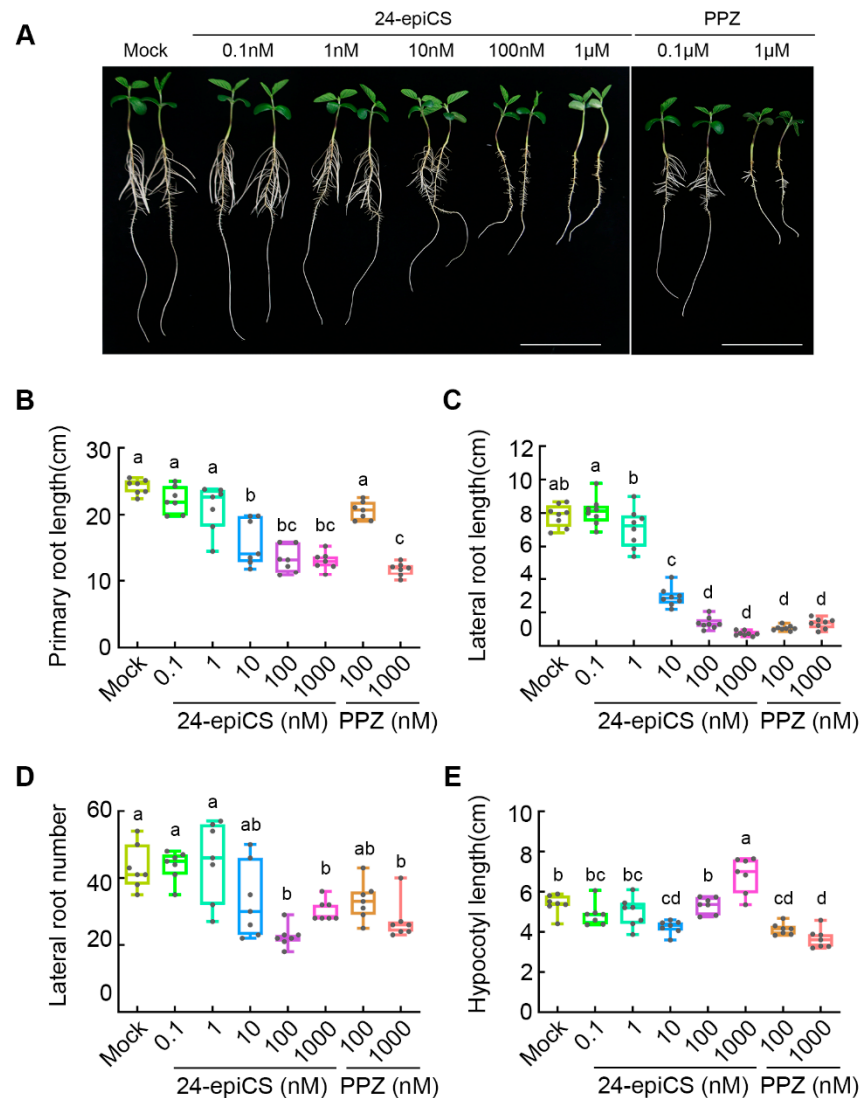 A
24-epiCS
PPZ
Mock
0.1nM
1nM
10nM
100nM
1μM
0.1μM
1μM
B
Primary root length(cm)
30
20
10
0
a
a
a
b
bc
bc
a
c
Mock
0.1
1
10
100
1000
100
1000
24-epiCS (nM)
PPZ (nM)
C
Lateral root length(cm)
12
10
8
6
4
2
0
ab
a
b
c
d
d
d
d
Mock
0.1
1
10
100
1000
100
1000
24-epiCS (nM)
PPZ (nM)
D
Lateral root number
60
40
20
0
a
a
a
ab
b
b
ab
b
Mock
0.1
1
10
100
1000
100
1000
24-epiCS (nM)
PPZ (nM)
E
Hypocotyl length(cm)
10
8
6
4
2
0
b
bc
bc
cd
b
a
cd
d
Mock
0.1
1
10
100
1000
100
1000
24-epiCS (nM)
PPZ (nM)